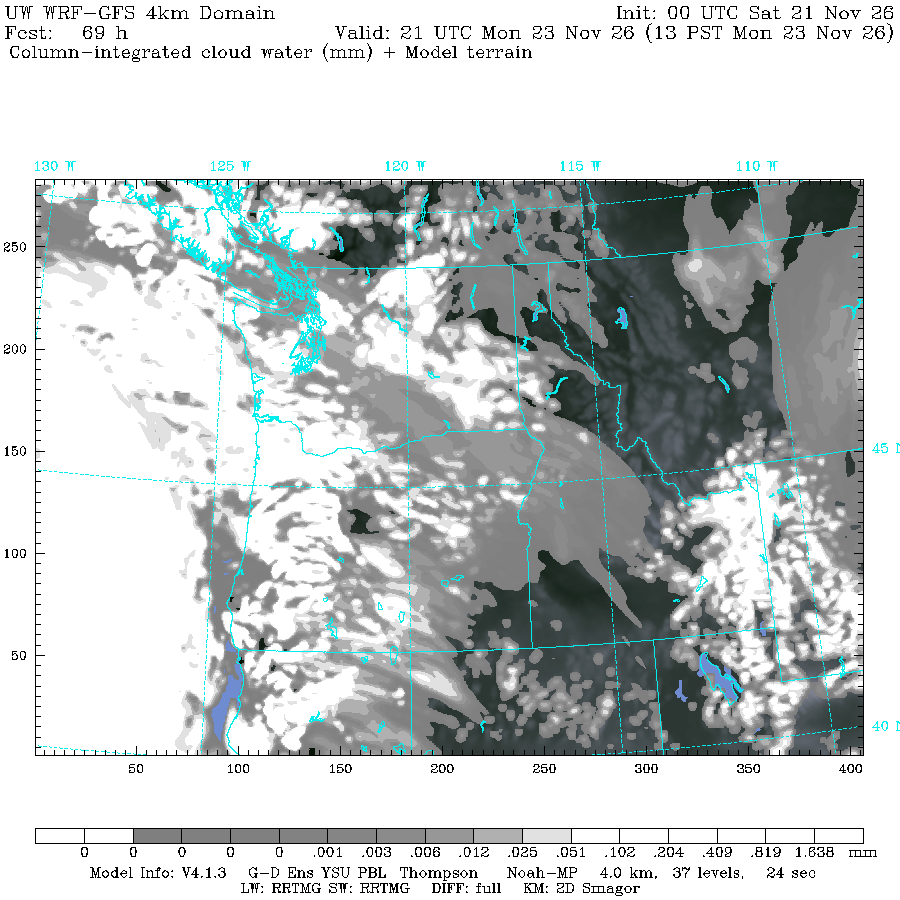 UW WRF-GFS 4km Domain Init: 00 UTC Sat 21 Nov 26
Fcst: 69 h Valid: 21 UTC Mon 23 Nov 26 (13 PST Mon 23 Nov 26)
Column-integrated cloud water (mm) + Model terrain
130 W 125 W 120 W 115 W 110 W
250
200
150
100
50
45 N
40 N
50 100 150 200 250 300 350 400
0 0 0 0 0 .001 .003 .006 .012 .025 .051 .102 .204 .409 .819 1.638 mm
Model Info: V4.1.3 G-D Ens YSU PBL Thompson Noah-MP 4.0 km, 37 levels, 24 sec
LW: RRTMG SW: RRTMG DIFF: full KM: 2D Smagor